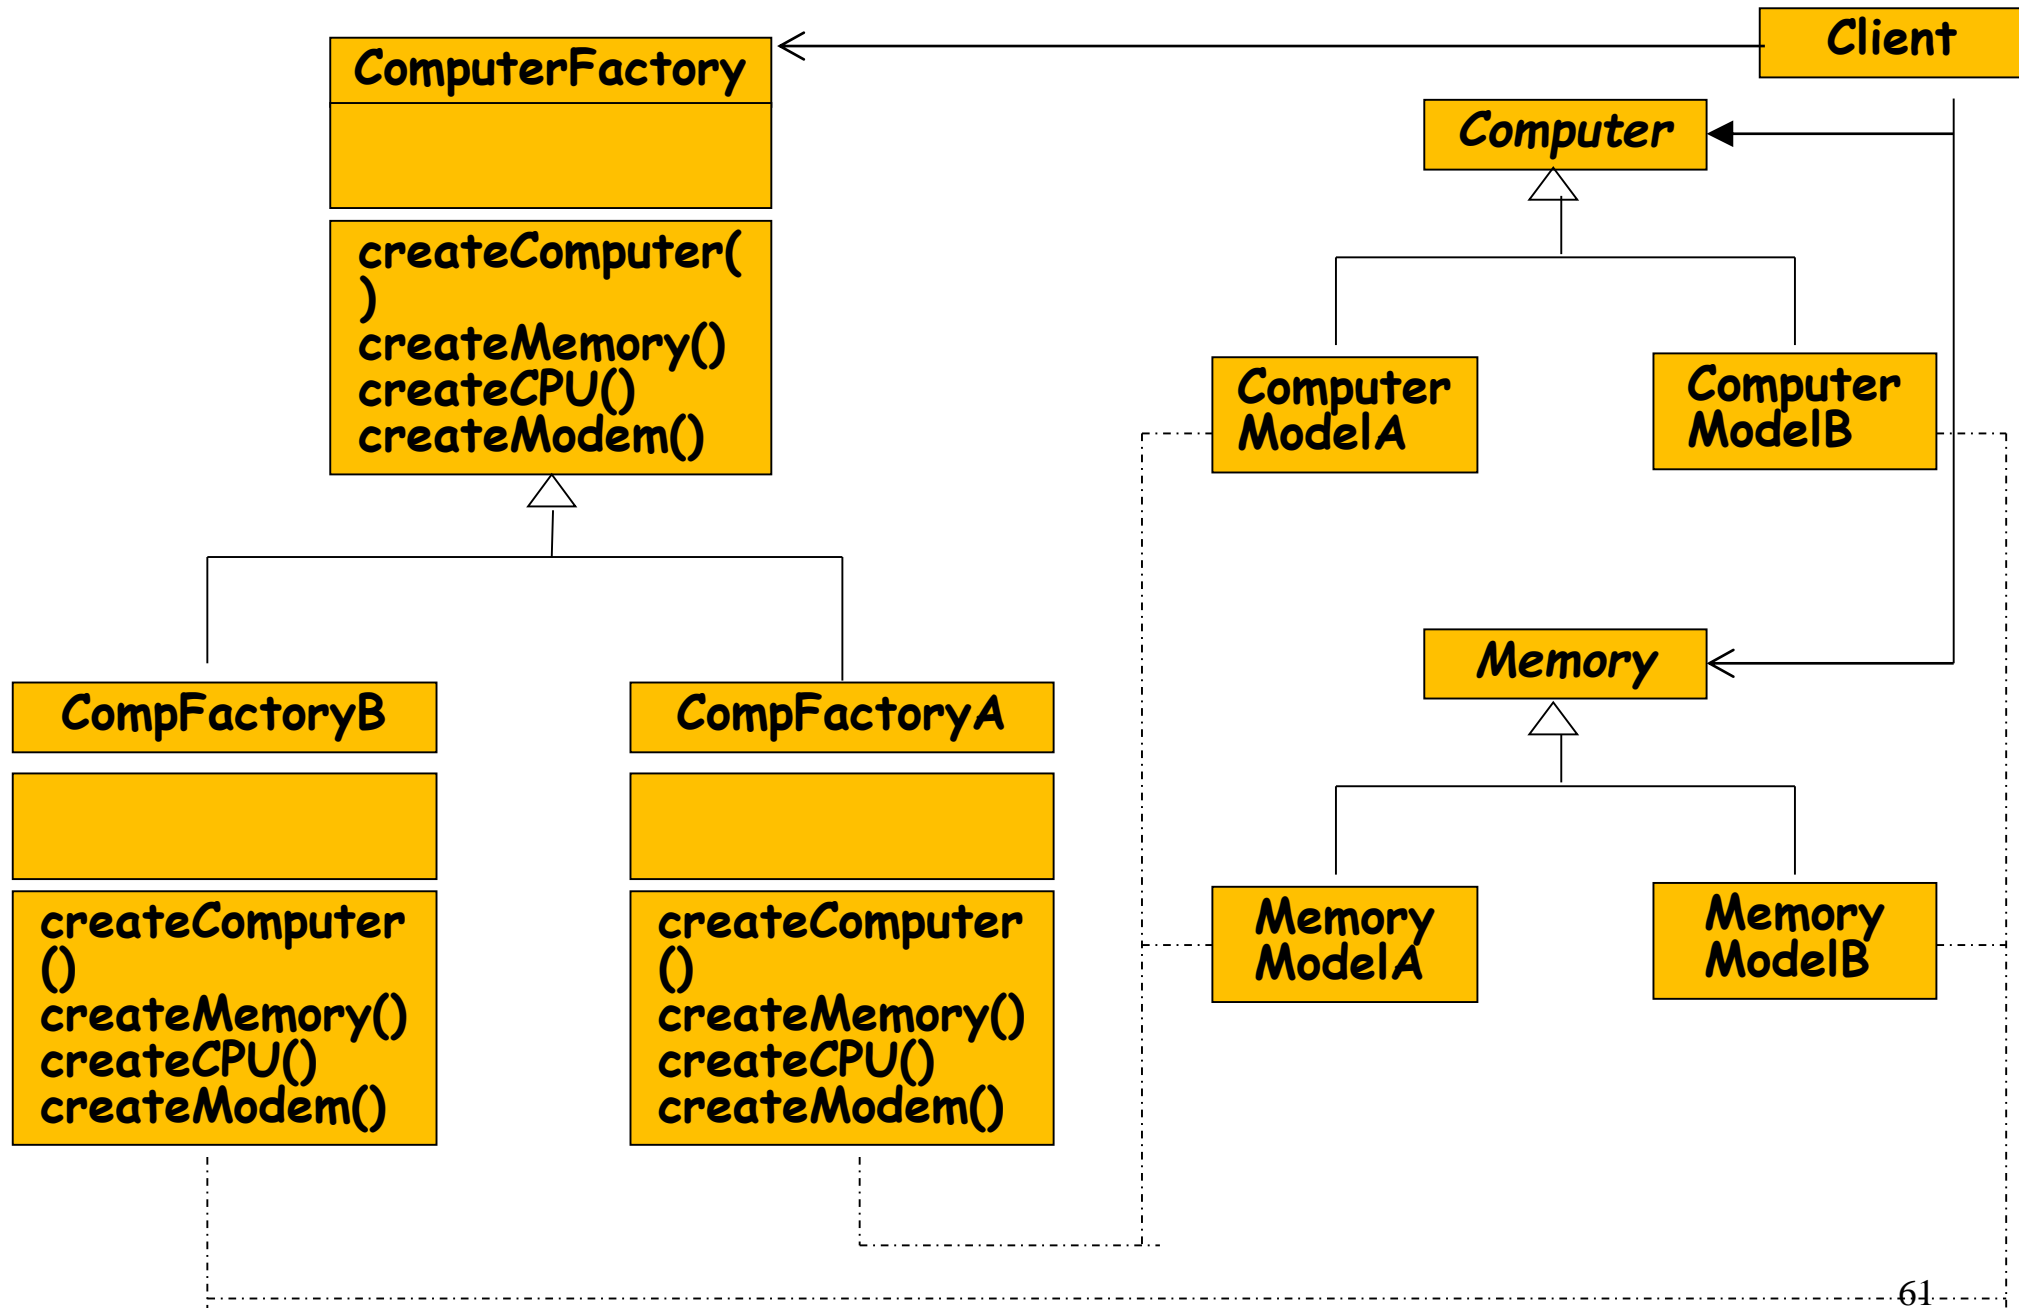 Client
ComputerFactory
Computer
createComputer(
)
createMemory()
createCPU()
createModem()
Computer
ModelA
Computer
ModelB
Memory
CompFactoryB
CompFactoryA
createComputer
()
createMemory()
createCPU()
createModem()
createComputer
()
createMemory()
createCPU()
createModem()
Memory
ModelA
Memory
ModelB
61